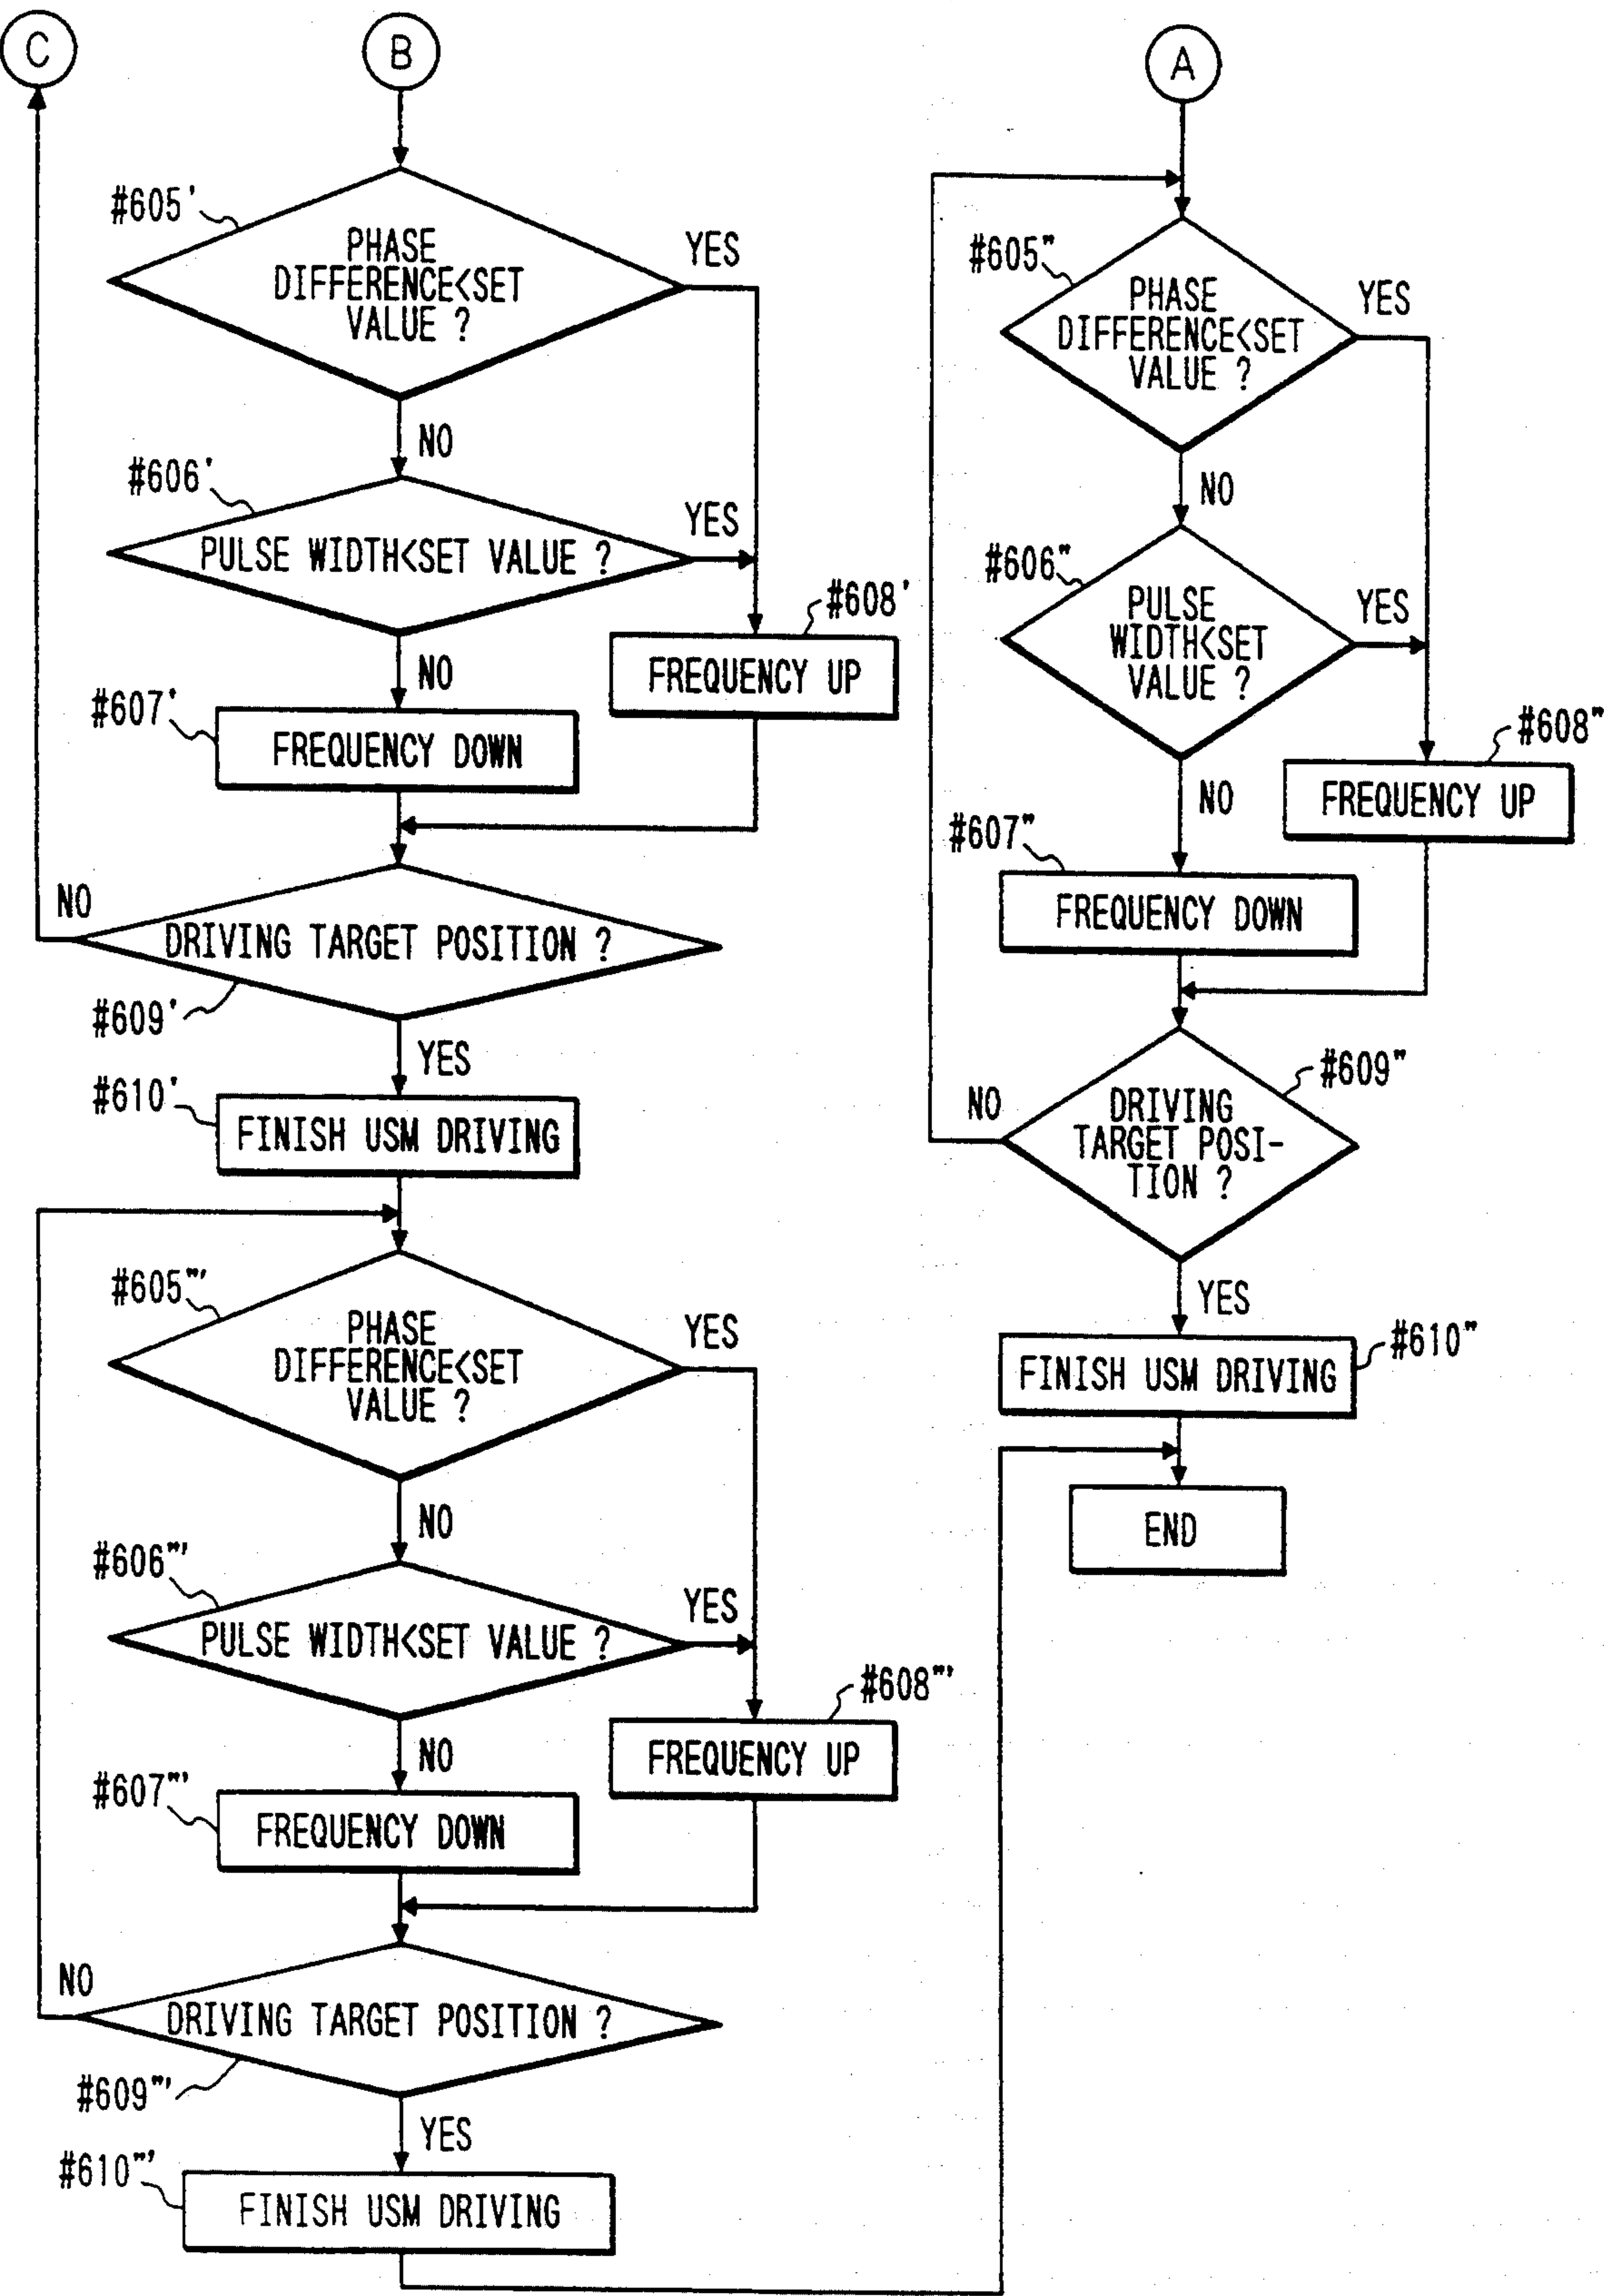 C
B
#605'
PHASE
DIFFERENCE<SET
VALUE ?
YES
NO
#606'
PULSE WIDTH<SET VALUE ?
YES
#608'
FREQUENCY UP
NO
#607'
FREQUENCY DOWN
NO
DRIVING TARGET POSITION ?
#609'
YES
#610'
FINISH USM DRIVING
#605'''
PHASE
DIFFERENCE<SET
VALUE ?
YES
NO
#606'''
PULSE WIDTH<SET VALUE ?
YES
#608'''
FREQUENCY UP
NO
#607'''
FREQUENCY DOWN
NO
DRIVING TARGET POSITION ?
#609'''
YES
#610'''
FINISH USM DRIVING
A
#605"
PHASE
DIFFERENCE<SET
VALUE ?
YES
NO
#606"
PULSE
WIDTH<SET
VALUE ?
YES
#608"
FREQUENCY UP
NO
#607"
FREQUENCY DOWN
#609"
NO
DRIVING
TARGET POSI-
TION ?
YES
#610"
FINISH USM DRIVING
END